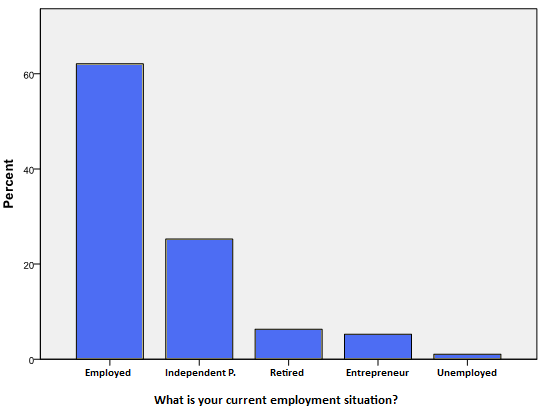 Percent
60
40
20
0
Employed
Independent P.
Retired
Entrepreneur
Unemployed
What is your current employment situation?